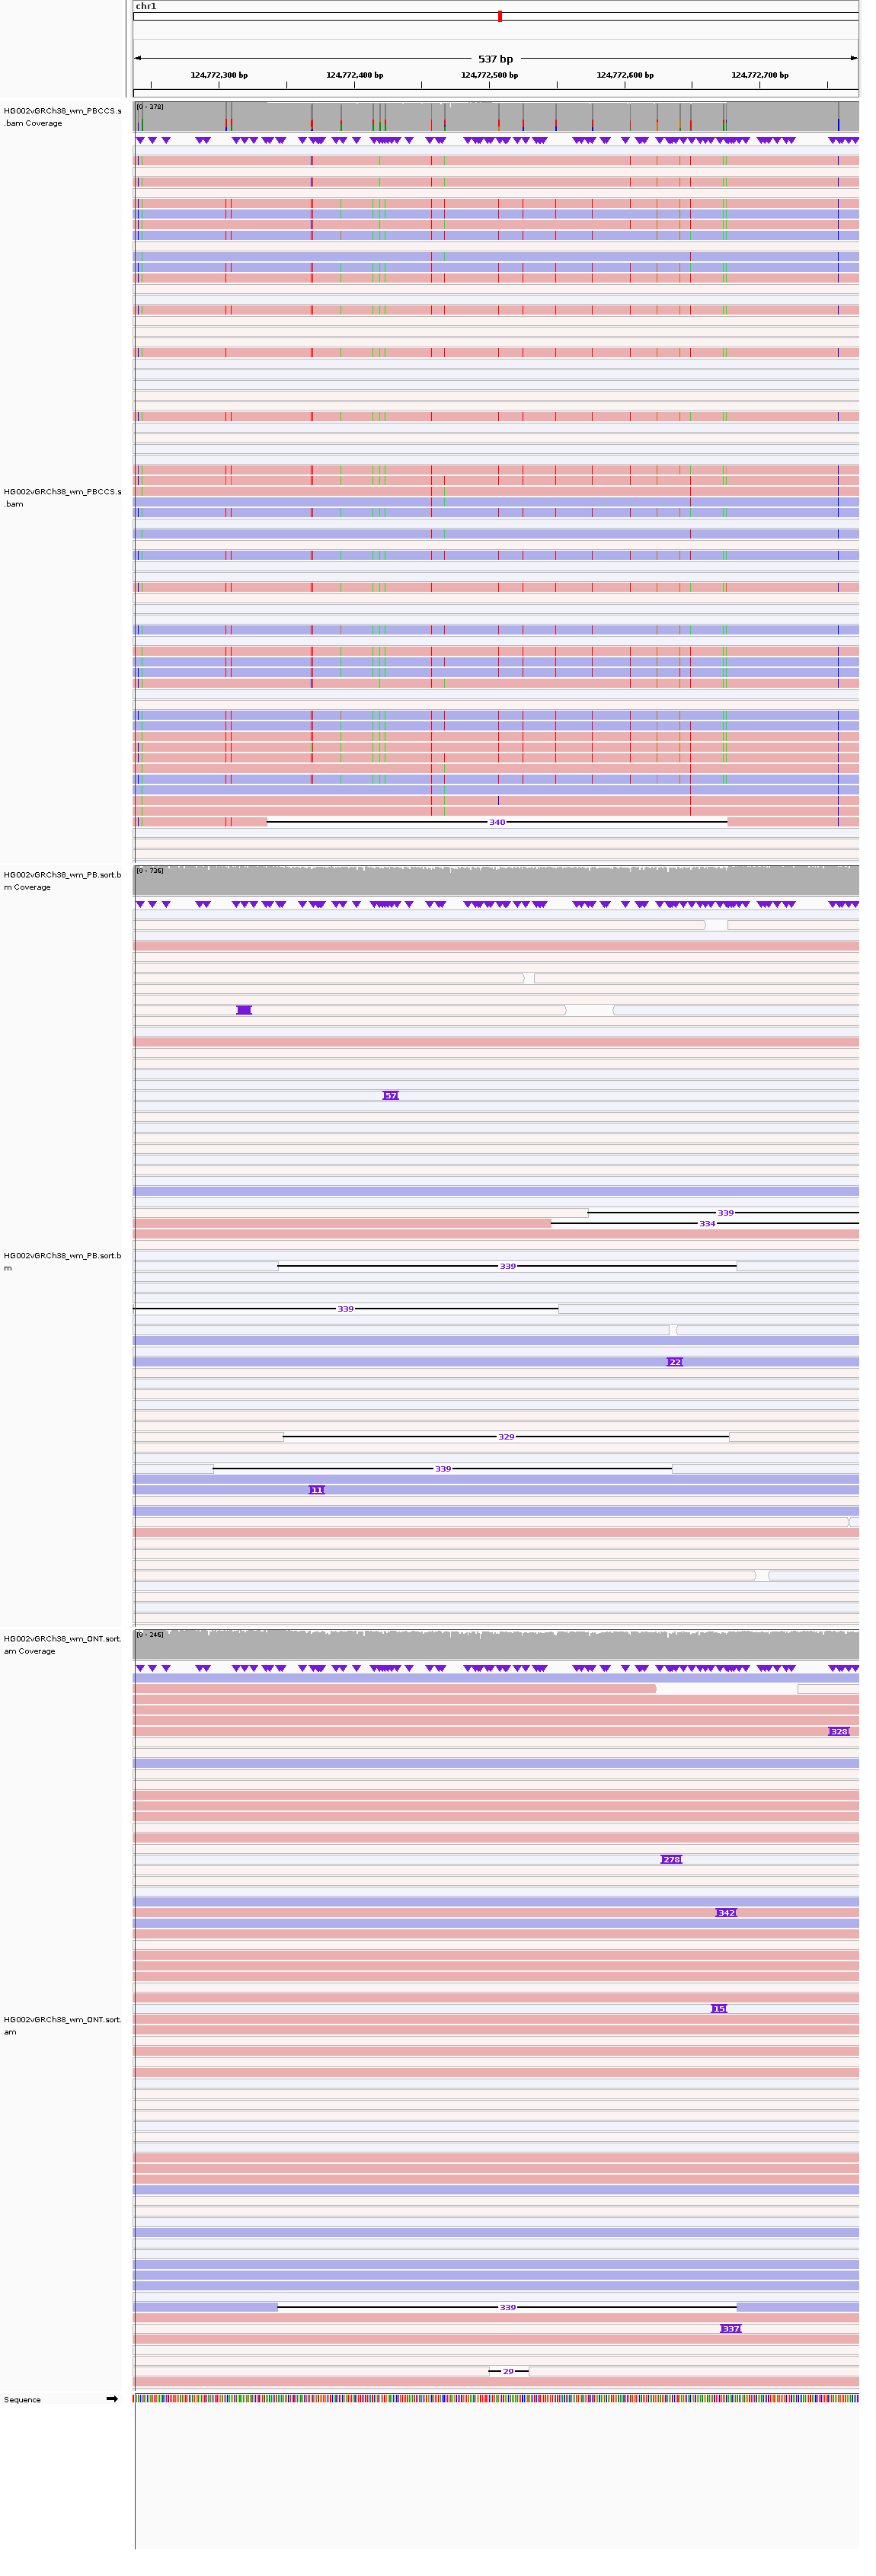 chr1
537 bp
124,772,300 bp 124,772,400 bp 124,772,500 bp 124,772,600 bp 124,772,700 bp
HG002vGRCh38_wm_PBCCS.s
.bam Coverage
[0 - 378]
HG002vGRCh38_wm_PBCCS.s
.bam
340
HG002vGRCh38_wm_PB.sort.b
m Coverage
[0 - 736]
57
339
334
HG002vGRCh38_wm_PB.sort.b
m
339
339
22
329
339
11
HG002vGRCh38_wm_ONT.sort.
am Coverage
[0 - 246]
328
278
342
15
HG002vGRCh38_wm_ONT.sort.
am
339
337
29
Sequence